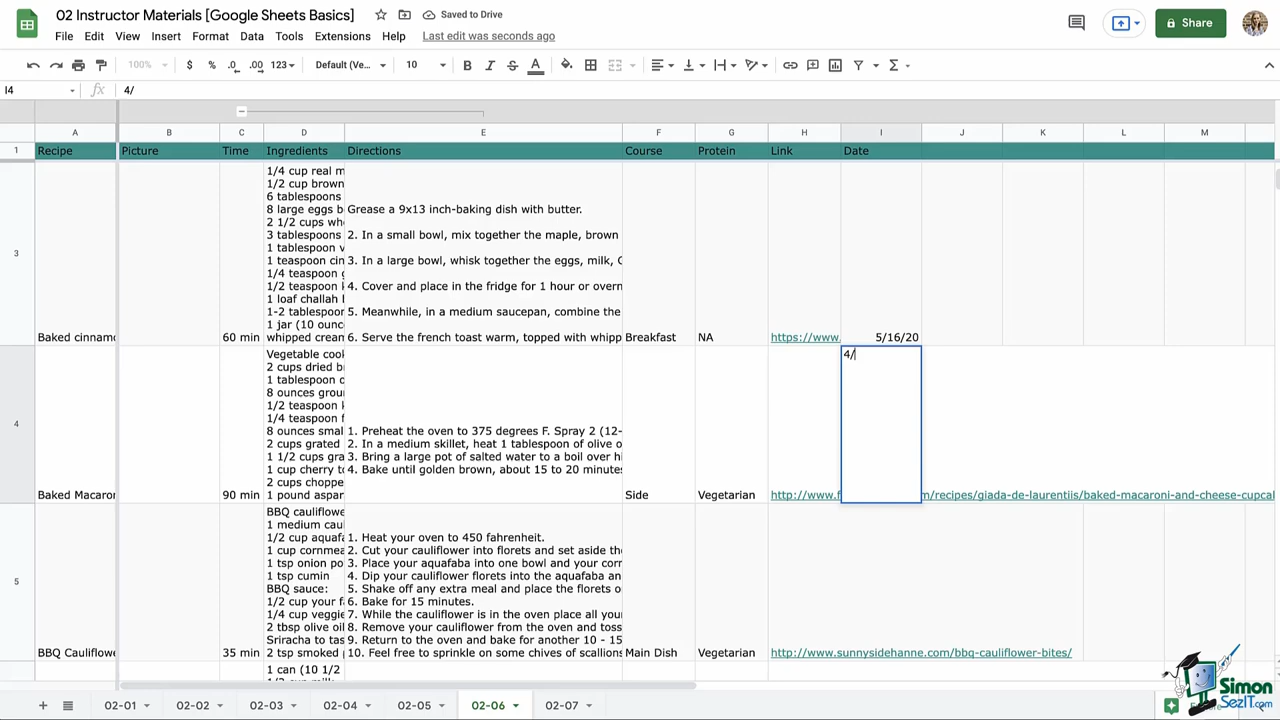 02 Instructor Materials [Google Sheets Basics]
Saved to Drive
File Edit View Insert Format Data Tools Extensions Help Last edit was seconds ago
Share
100% $ % .0 .00 123 Default (Ve... 10 B I S A
I4 fx 4/
A B C D E F G H I J K L M
1 Recipe Picture Time Ingredients Directions Course Protein Link Date
1/4 cup real m
1/2 cup brown
6 tablespoons
8 large eggs b
Grease a 9x13 inch-baking dish with butter.
2 1/2 cups whe
3 tablespoons
2. In a small bowl, mix together the maple, brown
1 tablespoon v
3 1 teaspoon cin
3. In a large bowl, whisk together the eggs, milk, C
1/4 teaspoon g
1/2 teaspoon k
4. Cover and place in the fridge for 1 hour or overn
1 loaf challah l
1-2 tablespoon
5. Meanwhile, in a medium saucepan, combine the
1 jar (10 ounc
Baked cinnamo 60 min whipped crean 6. Serve the french toast warm, topped with whipp Breakfast NA https://www. 5/16/20
Vegetable cook 4/
2 cups dried b
1 tablespoon o
8 ounces grou
1/2 teaspoon k
1/4 teaspoon f
4 8 ounces smal 1. Preheat the oven to 375 degrees F. Spray 2 (12-
2 cups grated 2. In a medium skillet, heat 1 tablespoon of olive o
1 1/2 cups gra 3. Bring a large pot of salted water to a boil over hi
1 cup cherry to 4. Bake until golden brown, about 15 to 20 minutes
2 cups choppe
Baked Macaror 90 min 1 pound aspar Side Vegetarian http://www.f m/recipes/giada-de-laurentiis/baked-macaroni-and-cheese-cupcal
BBQ cauliflowe
1 medium cau
1/2 cup aquafa 1. Heat your oven to 450 fahrenheit.
1 cup cornmea 2. Cut your cauliflower into florets and set aside the
1 tsp onion po 3. Place your aquafaba into one bowl and your corn
5 1 tsp cumin 4. Dip your cauliflower florets into the aquafaba an
BBQ sauce: 5. Shake off any extra meal and place the florets o
1/2 cup your fa 6. Bake for 15 minutes.
1/4 cup veggie 7. While the cauliflower is in the oven place all your
2 tbsp olive oil 8. Remove your cauliflower from the oven and toss
Sriracha to tas 9. Return to the oven and bake for another 10 - 15
BBQ Cauliflowe 35 min 2 tsp smoked p 10. Feel free to sprinkle on some chives of scallions Main Dish Vegetarian http://www.sunnysidehanne.com/bbq-cauliflower-bites/
1 can (10 1/2
02-01 02-02 02-03 02-04 02-05 02-06 02-07
Simon
SezIT.com